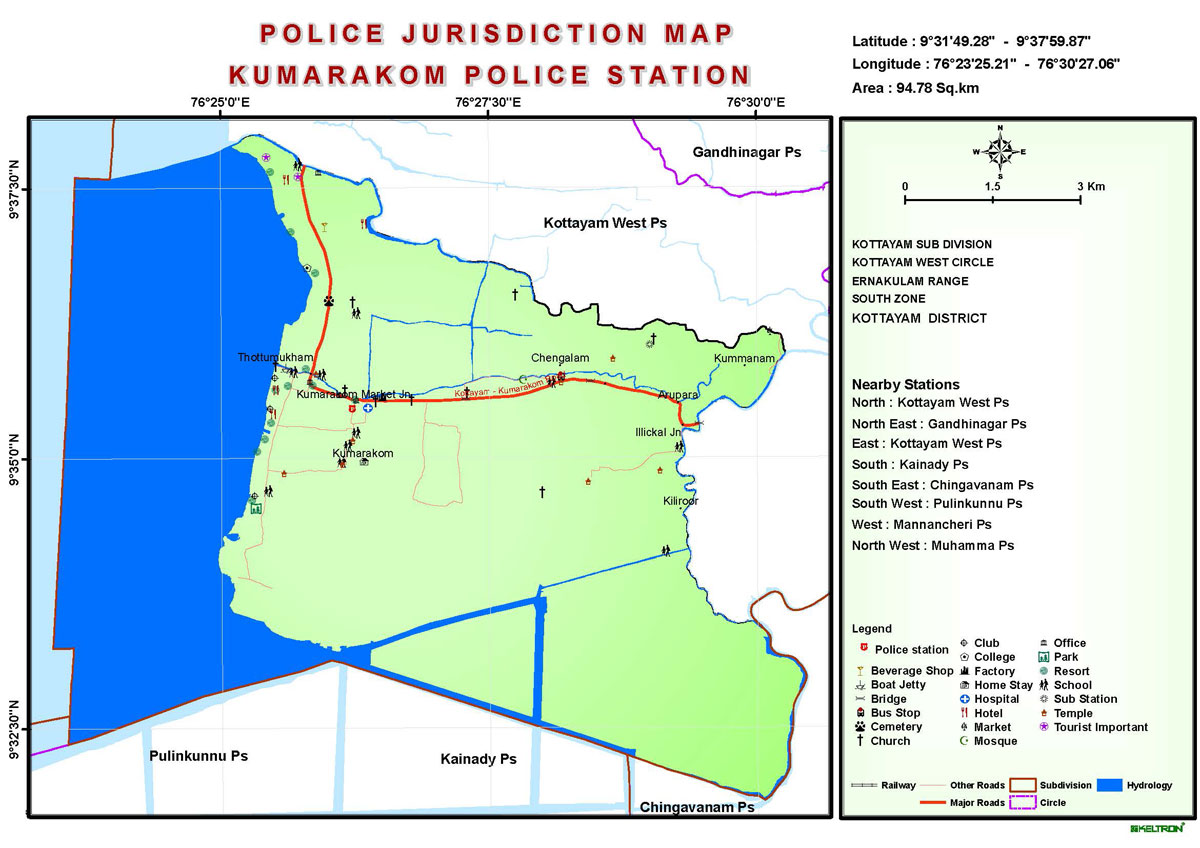 POLICE JURISDICTION MAP
KUMARAKOM POLICE STATION
Latitude : 9°31'49.28" - 9°37'59.87"
Longitude : 76°23'25.21" - 76°30'27.06"
Area : 94.78 Sq.km
76°25'0"E
76°27'30"E
76°30'0"E
9°37'30"N
9°35'0"N
9°32'30"N
Gandhinagar Ps
Kottayam West Ps
Thottumukham
Chengalam
Kummanam
Kottayam - Kumarakom
Kumarakom Market Jn
Arupara
Illickal Jn
Kumarakom
Kiliroor
Pulinkunnu Ps
Kainady Ps
Chingavanam Ps
N
W
E
S
0
1.5
3 Km
KOTTAYAM SUB DIVISION
KOTTAYAM WEST CIRCLE
ERNAKULAM RANGE
SOUTH ZONE
KOTTAYAM DISTRICT
Nearby Stations
North : Kottayam West Ps
North East : Gandhinagar Ps
East : Kottayam West Ps
South : Kainady Ps
South East : Chingavanam Ps
South West : Pulinkunnu Ps
West : Mannancheri Ps
North West : Muhamma Ps
Legend
Police station
Beverage Shop
Boat Jetty
Bridge
Bus Stop
Cemetery
Church
Club
College
Factory
Home Stay
Hospital
Hotel
Market
Mosque
Office
Park
Resort
School
Sub Station
Temple
Tourist Important
Railway
Other Roads
Subdivision
Hydrology
Major Roads
Circle
KELTRON